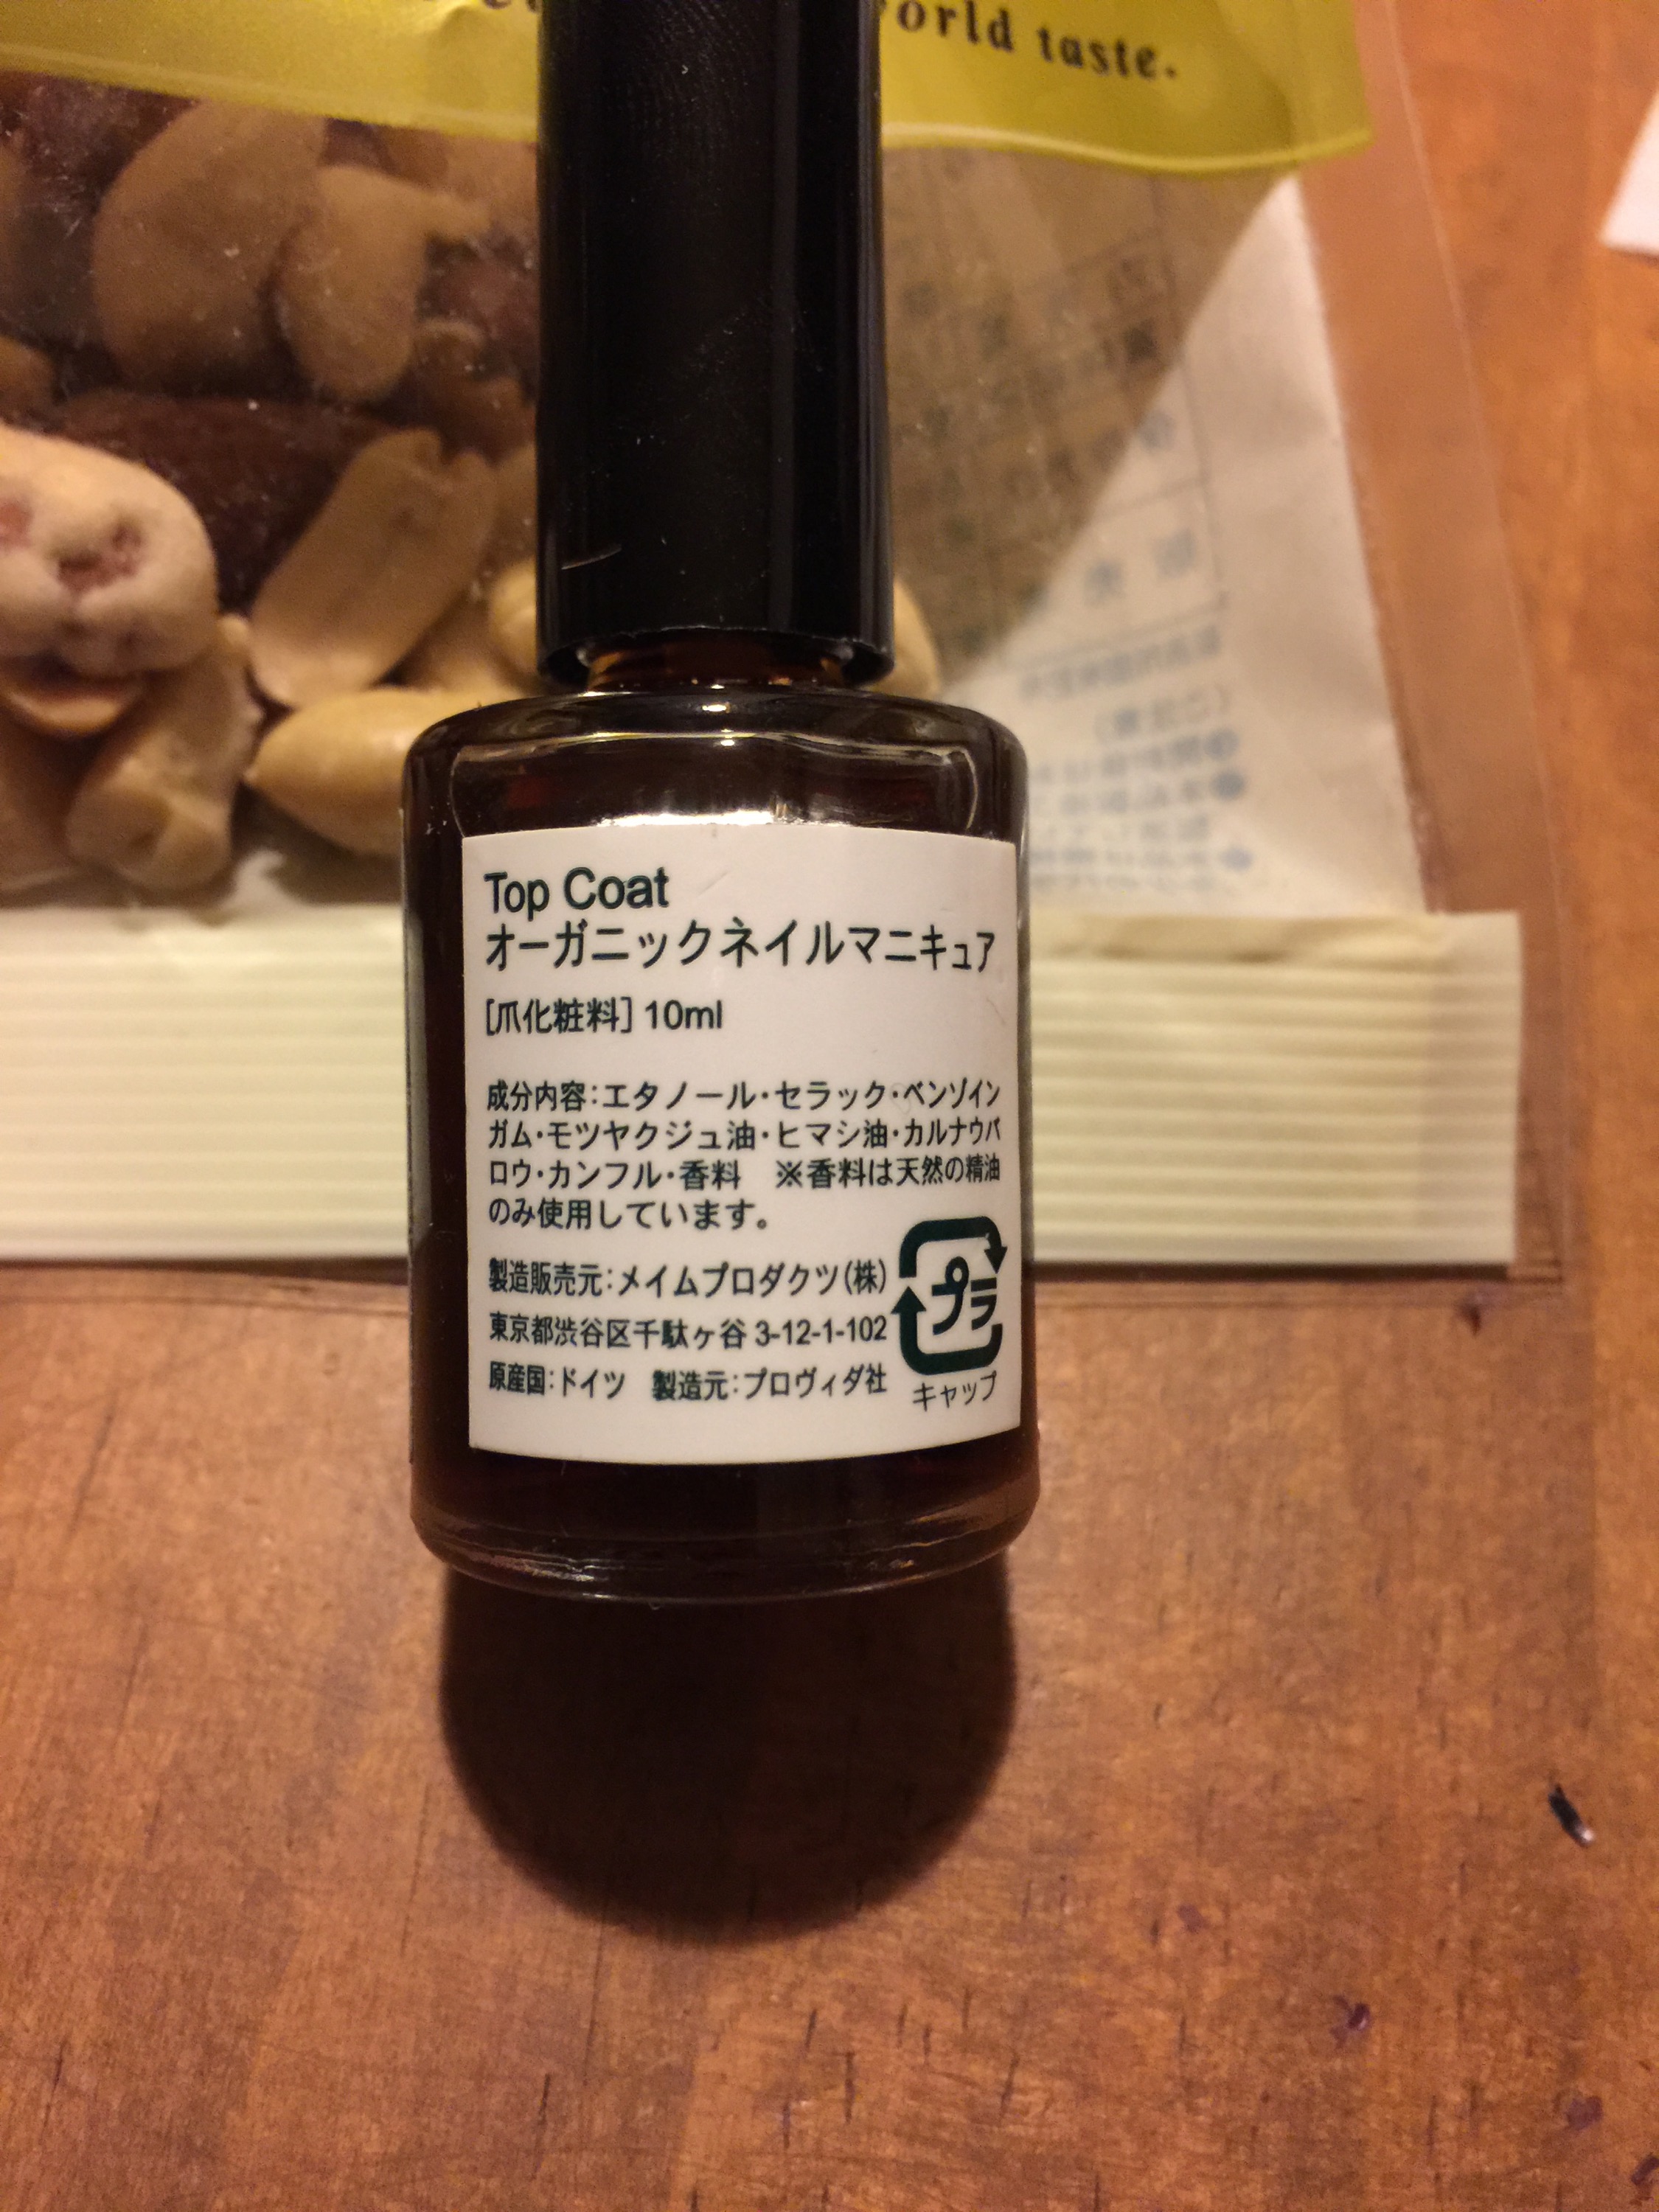 world taste.
Top Coat
オーガニックネイルマニキュア
[爪化粧料] 10ml
成分内容:エタノール・セラック・ベンゾイン
ガム・モツヤクジュ油・ヒマシ油・カルナウバ
ロウ・カンフル・香料　※香料は天然の精油
のみ使用しています。
製造販売元:メイムプロダクツ(株)
東京都渋谷区千駄ヶ谷 3-12-1-102
原産国:ドイツ　製造元:プロヴィダ社
プラ
キャップ